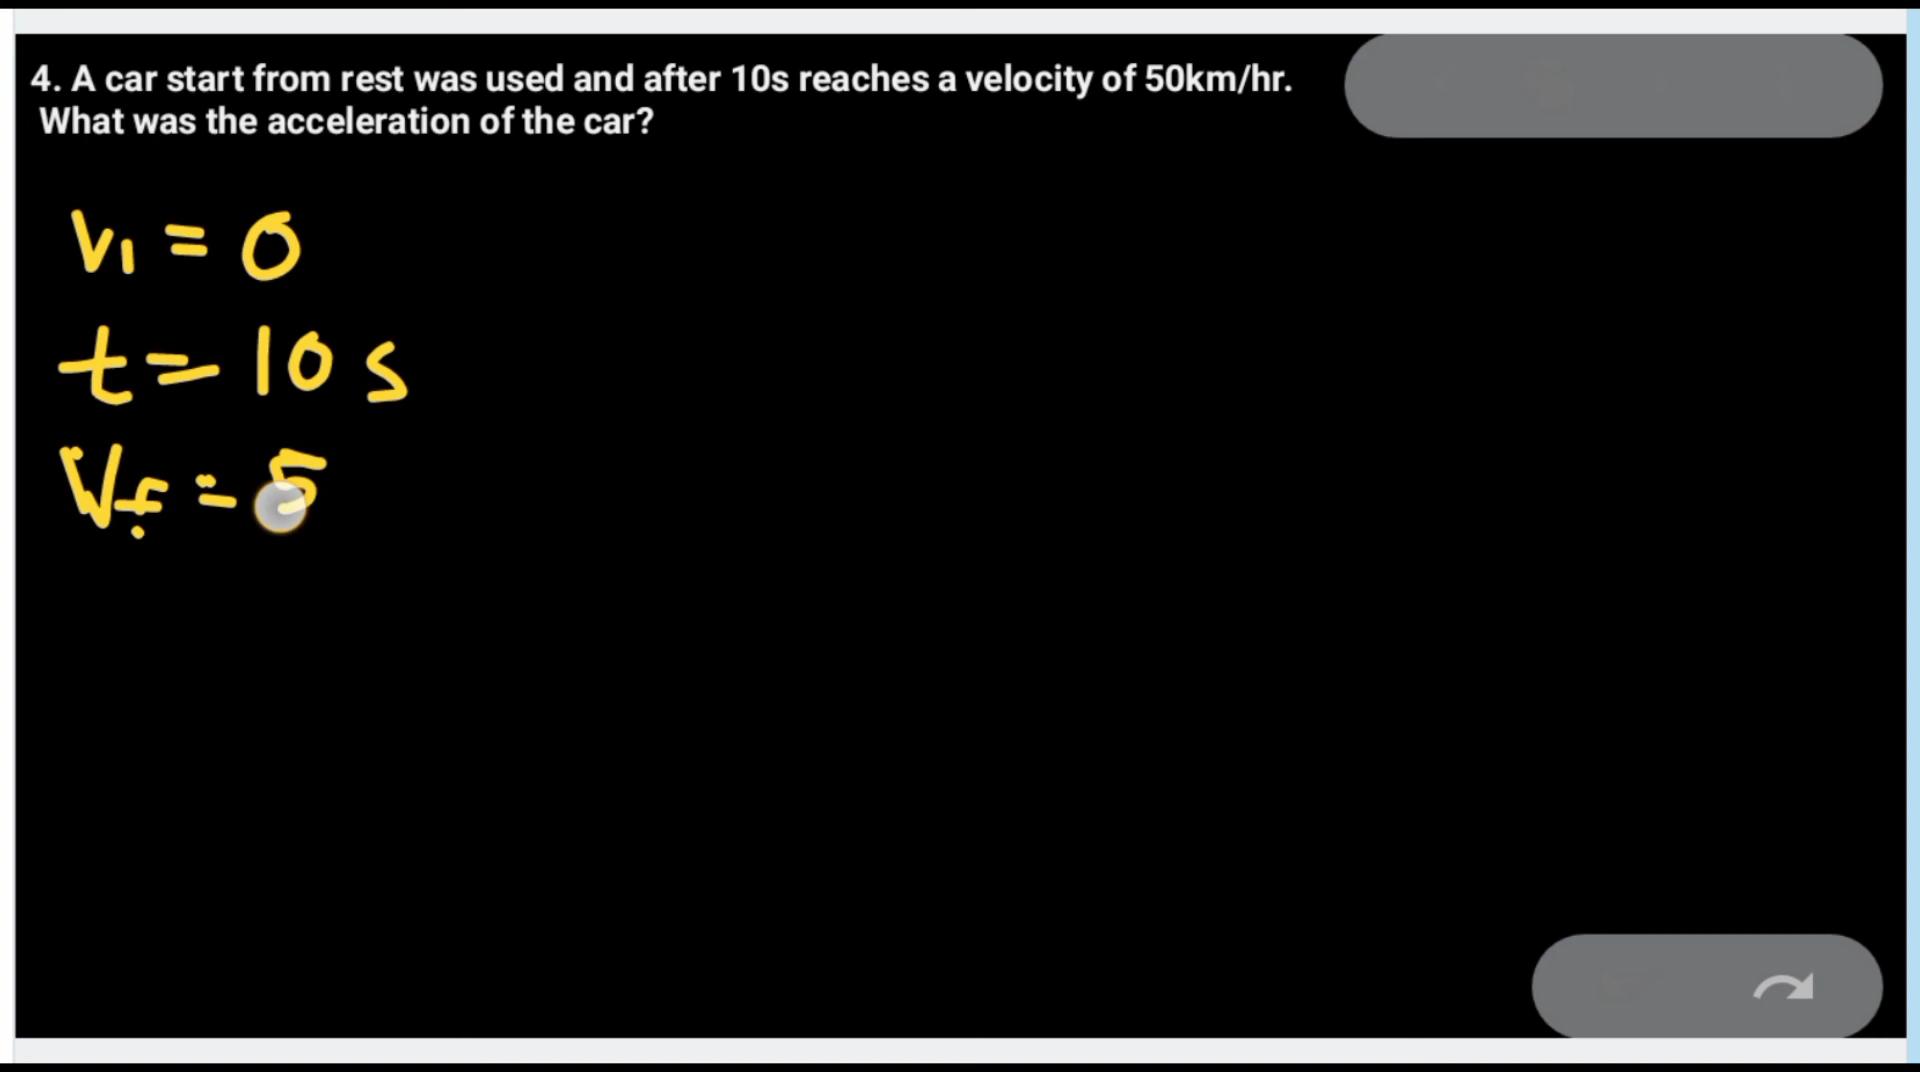 4. A car start from rest was used and after 10s reaches a velocity of 50km/hr.
What was the acceleration of the car?
V1 = 0
t = 10 s
Vf = 5